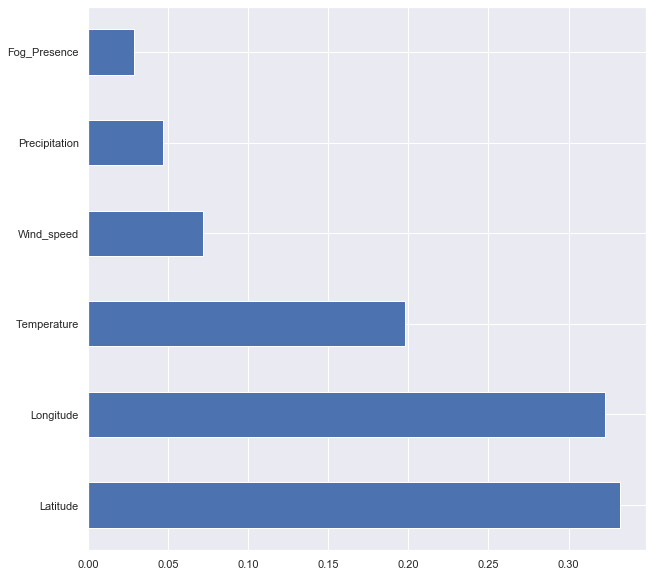 Fog_Presence
Precipitation
Wind_speed
Temperature
Longitude
Latitude
0.00 0.05 0.10 0.15 0.20 0.25 0.30